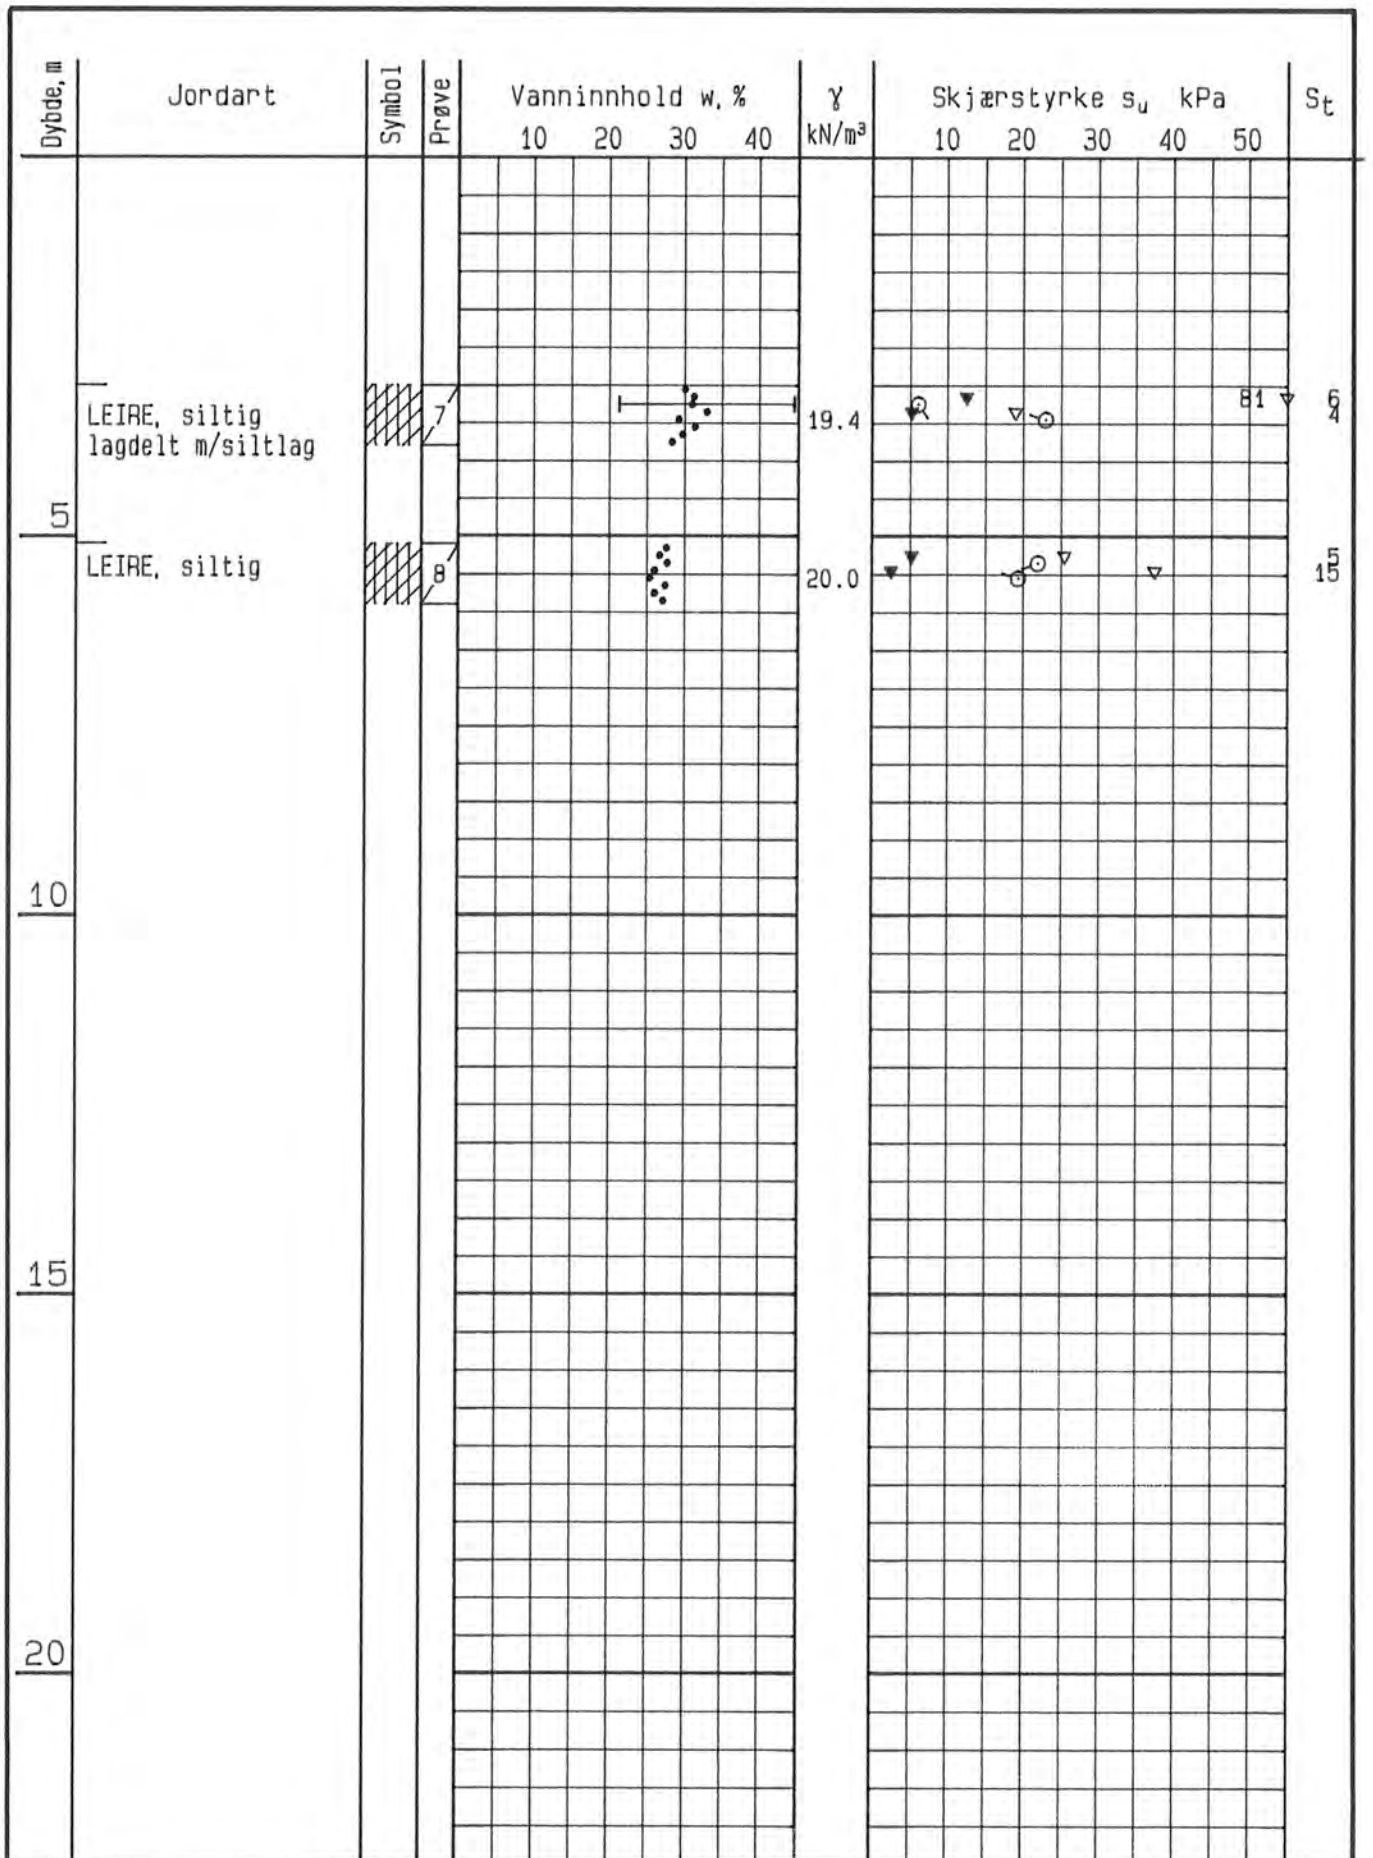 Dybde, m Jordart Symbol Prøve Vanninnhold w, % γ kN/m³ Skjærstyrke su kPa St
10 20 30 40 10 20 30 40 50
81 6
LEIRE, siltig 7 19.4 4
lagdelt m/siltlag
5
LEIRE, siltig 8 20.0 5
15
10
15
20